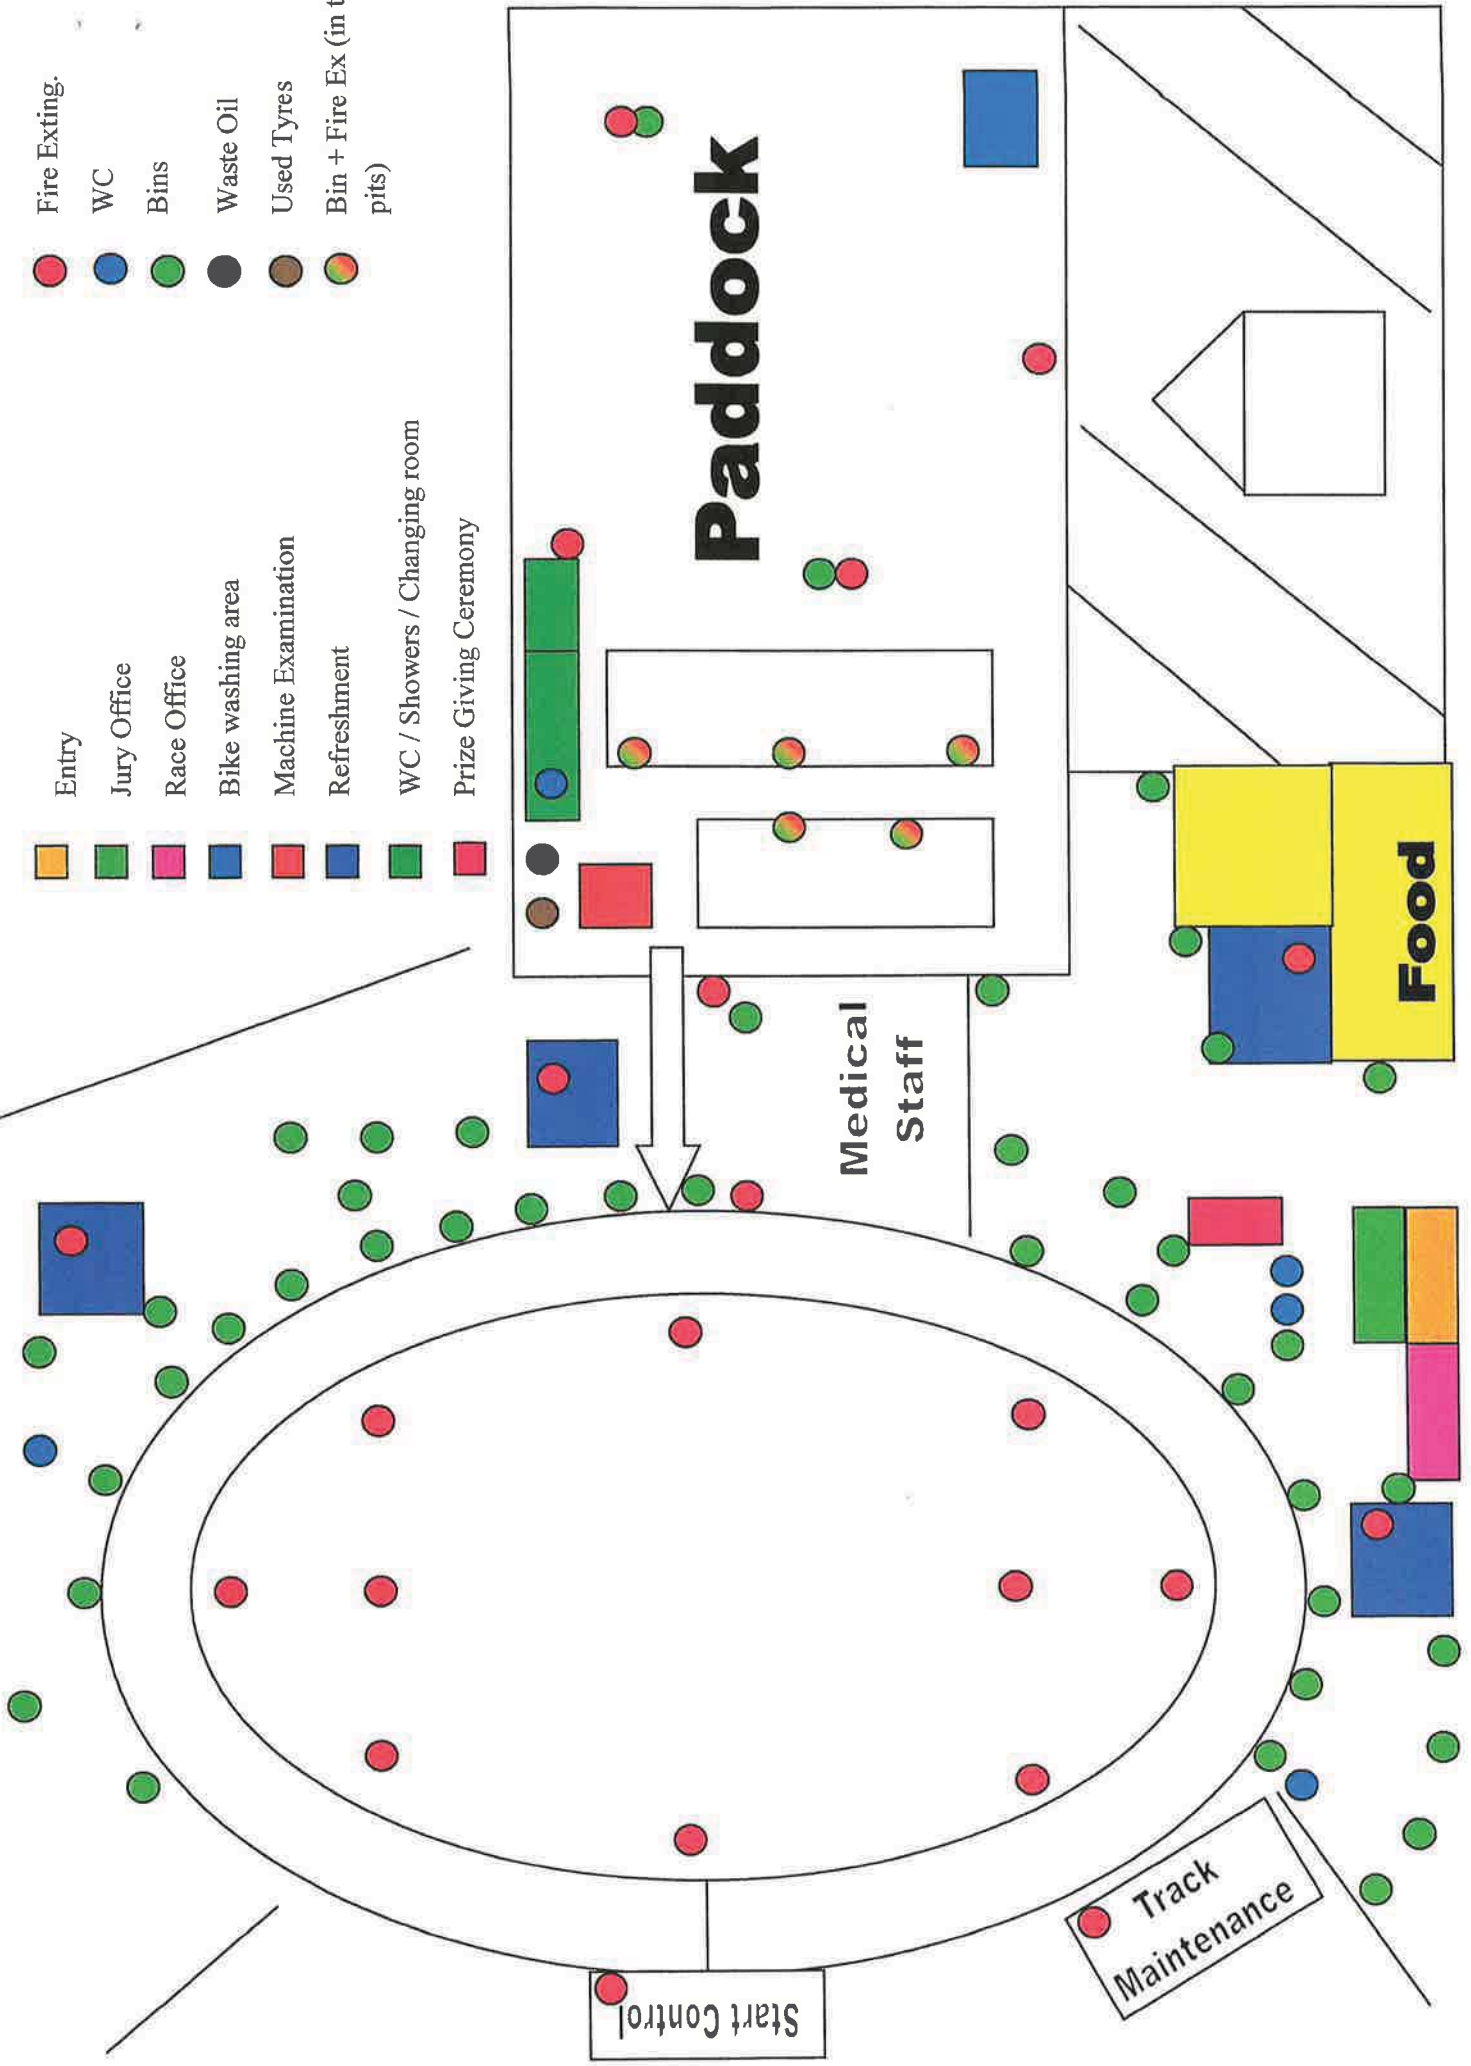 Entry
Jury Office
Race Office
Bike washing area
Machine Examination
Refreshment
WC / Showers / Changing room
Prize Giving Ceremony
Fire Exting.
WC
Bins
Waste Oil
Used Tyres
Bin + Fire Ex (in t
pits)
Paddock
Medical
Staff
Food
Start Control
Track
Maintenance